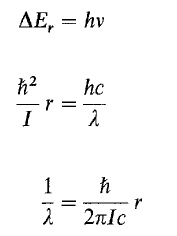 ΔE_r = hν
ħ²/I r = hc/λ
1/λ = ħ/2πIc r